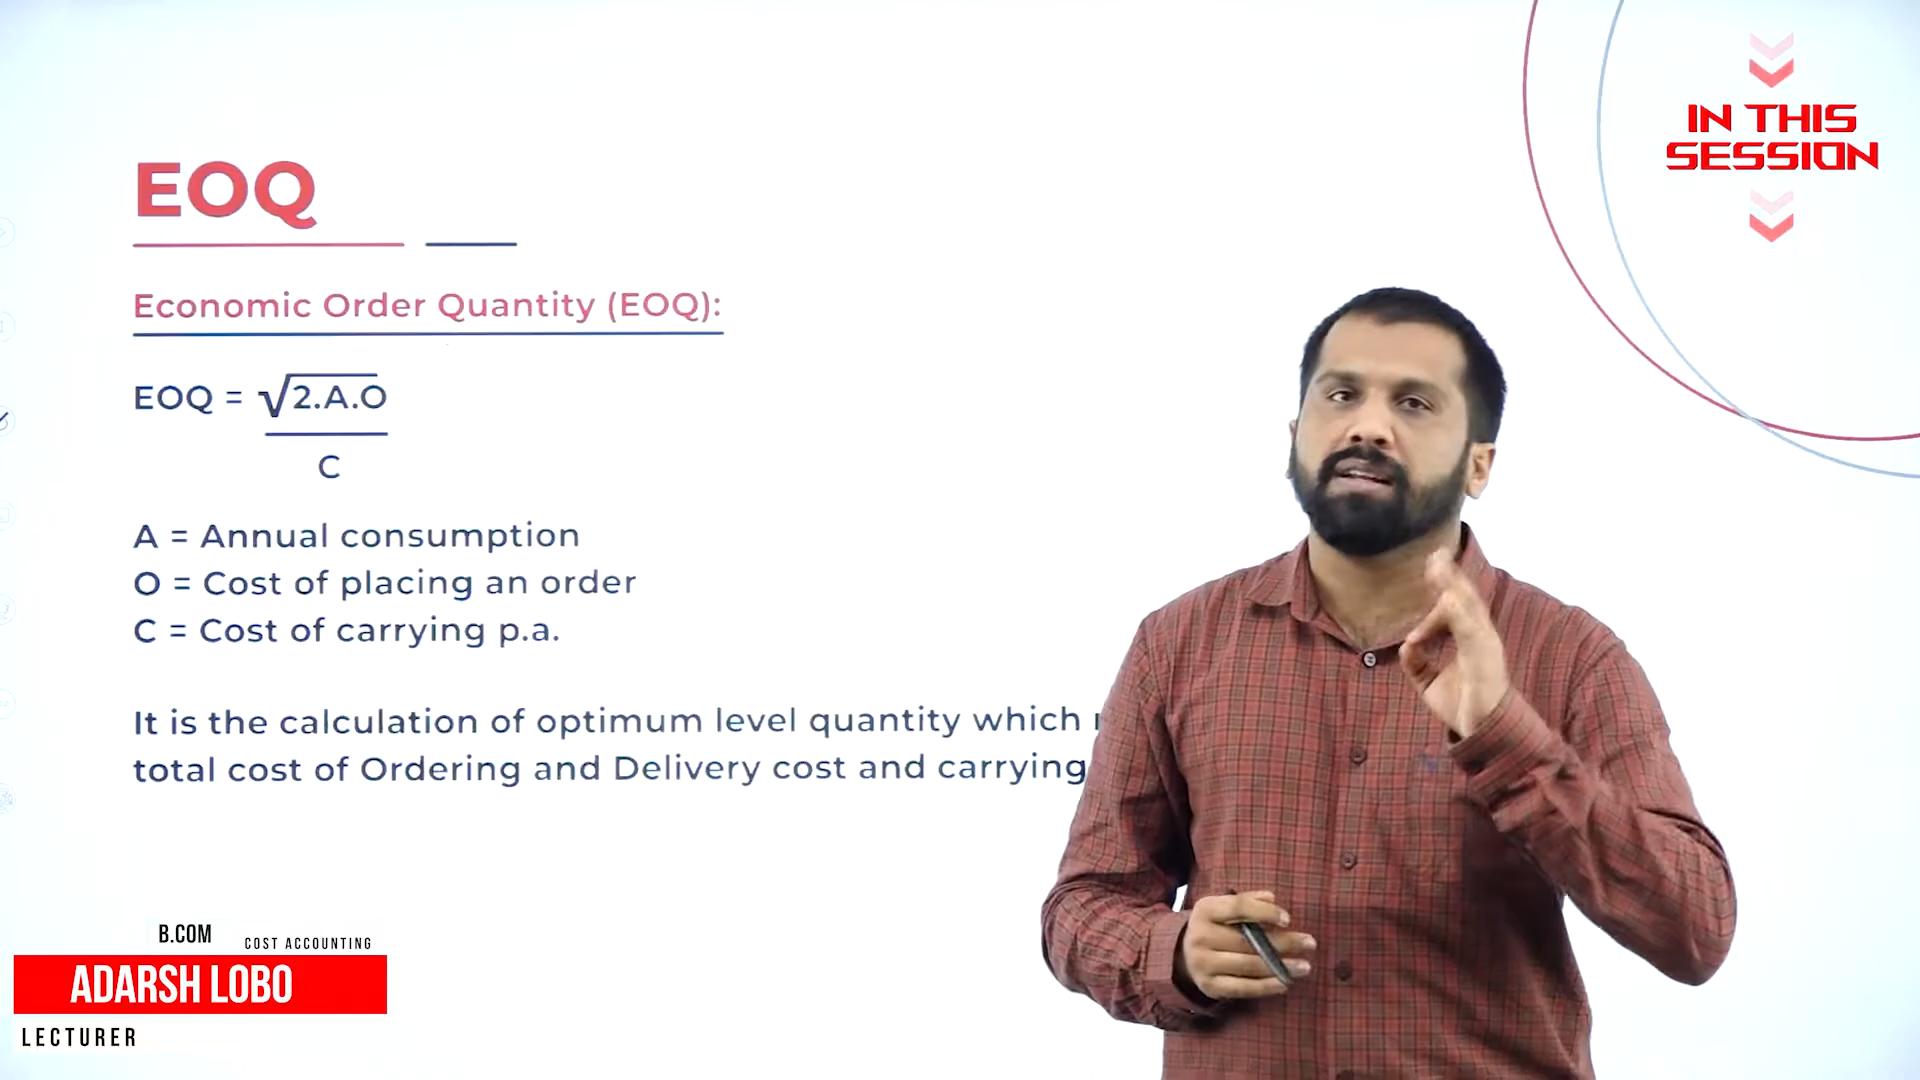 EOQ
Economic Order Quantity (EOQ):
EOQ = √2.A.O
C
A = Annual consumption
O = Cost of placing an order
C = Cost of carrying p.a.
It is the calculation of optimum level quantity which
total cost of Ordering and Delivery cost and carrying
IN THIS
SESSION
B.COM COST ACCOUNTING
ADARSH LOBO
LECTURER